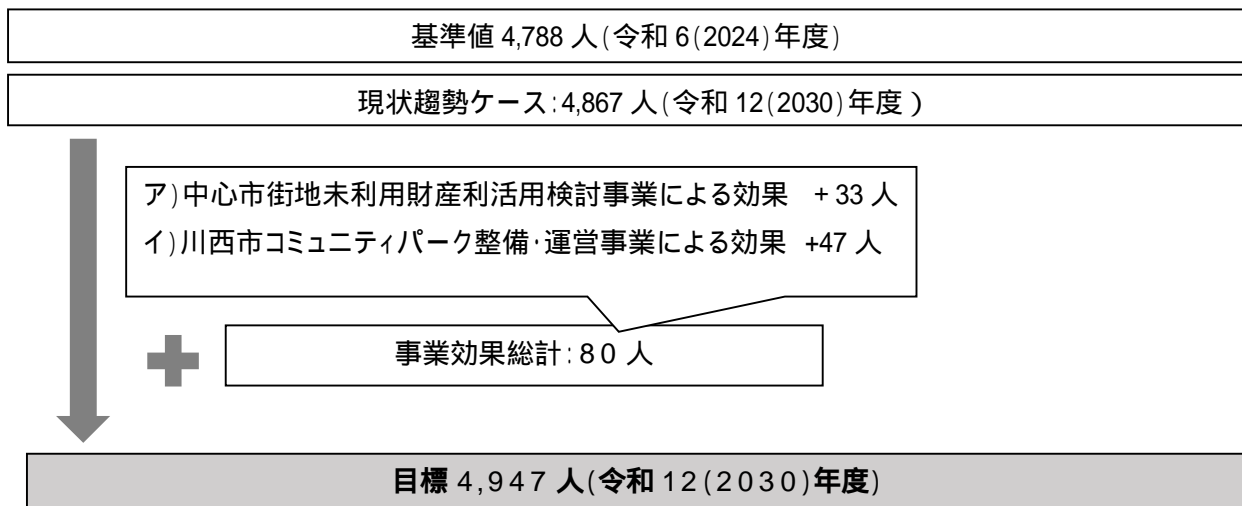 基準値 4,788 人(令和 6(2024)年度)
現状趨勢ケース:4,867 人(令和 12(2030)年度)
ア)中心市街地未利用財産利活用検討事業による効果 +33 人
イ)川西市コミュニティパーク整備・運営事業による効果 +47 人
事業効果総計:80 人
目標 4,947 人(令和 12(2030)年度)